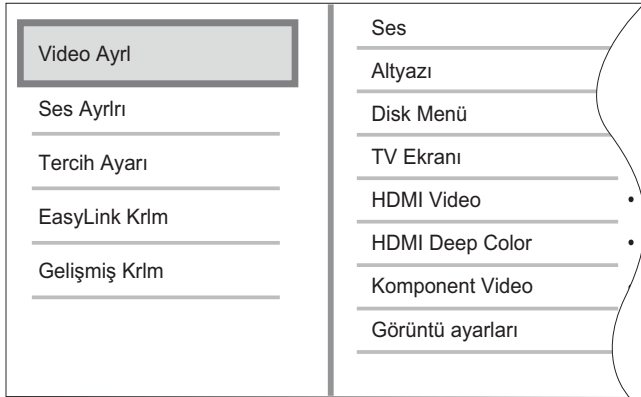 Video Ayrl
Ses Ayrlrı
Tercih Ayarı
EasyLink Krlm
Gelişmiş Krlm
Ses
Altyazı
Disk Menü
TV Ekranı
HDMI Video
HDMI Deep Color
Komponent Video
Görüntü ayarları